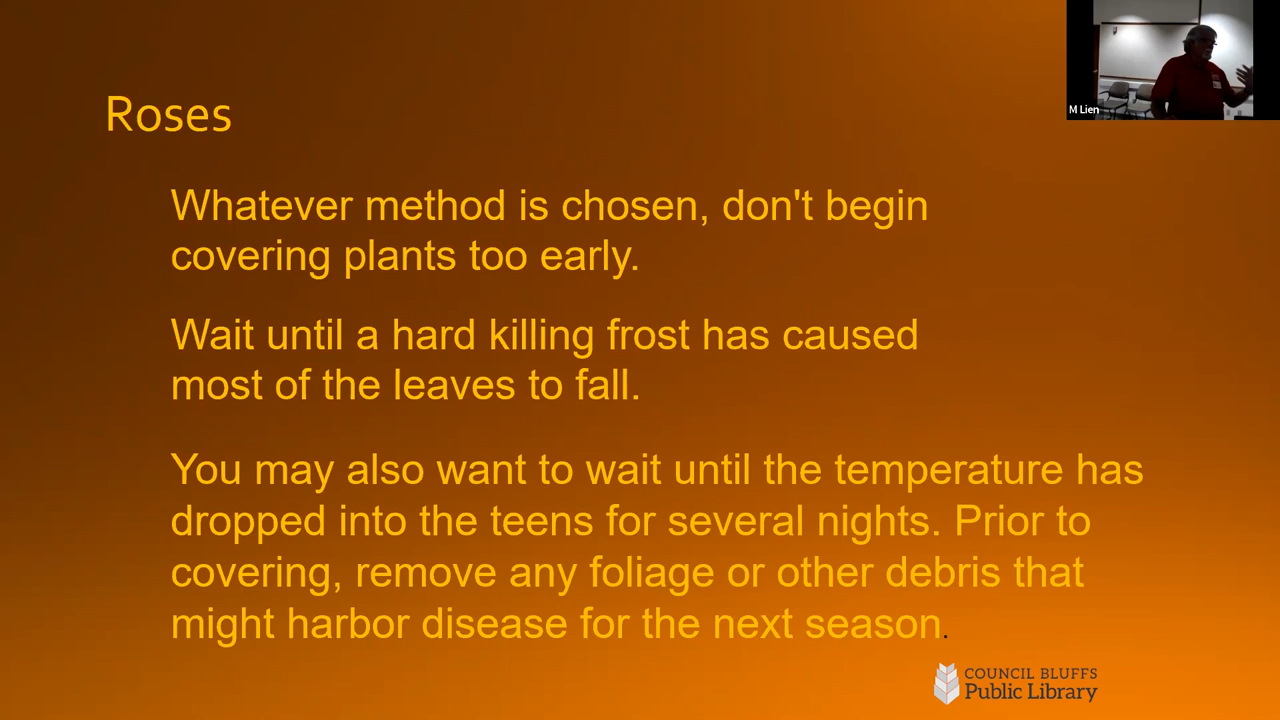 M Lien
Roses
Whatever method is chosen, don't begin
covering plants too early.
Wait until a hard killing frost has caused
most of the leaves to fall.
You may also want to wait until the temperature has
dropped into the teens for several nights. Prior to
covering, remove any foliage or other debris that
might harbor disease for the next season.
COUNCIL BLUFFS
Public Library